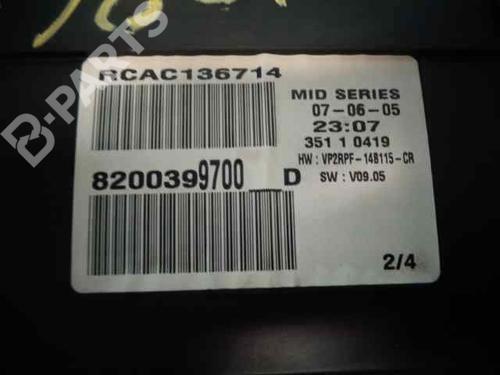 RCAC136714
MID SERIES
07-06-05
23:07
351 1 0419
HW : VP2RPF-14B115-CR
SW : V09.05
8200399700__D
2/4
B-PARTS